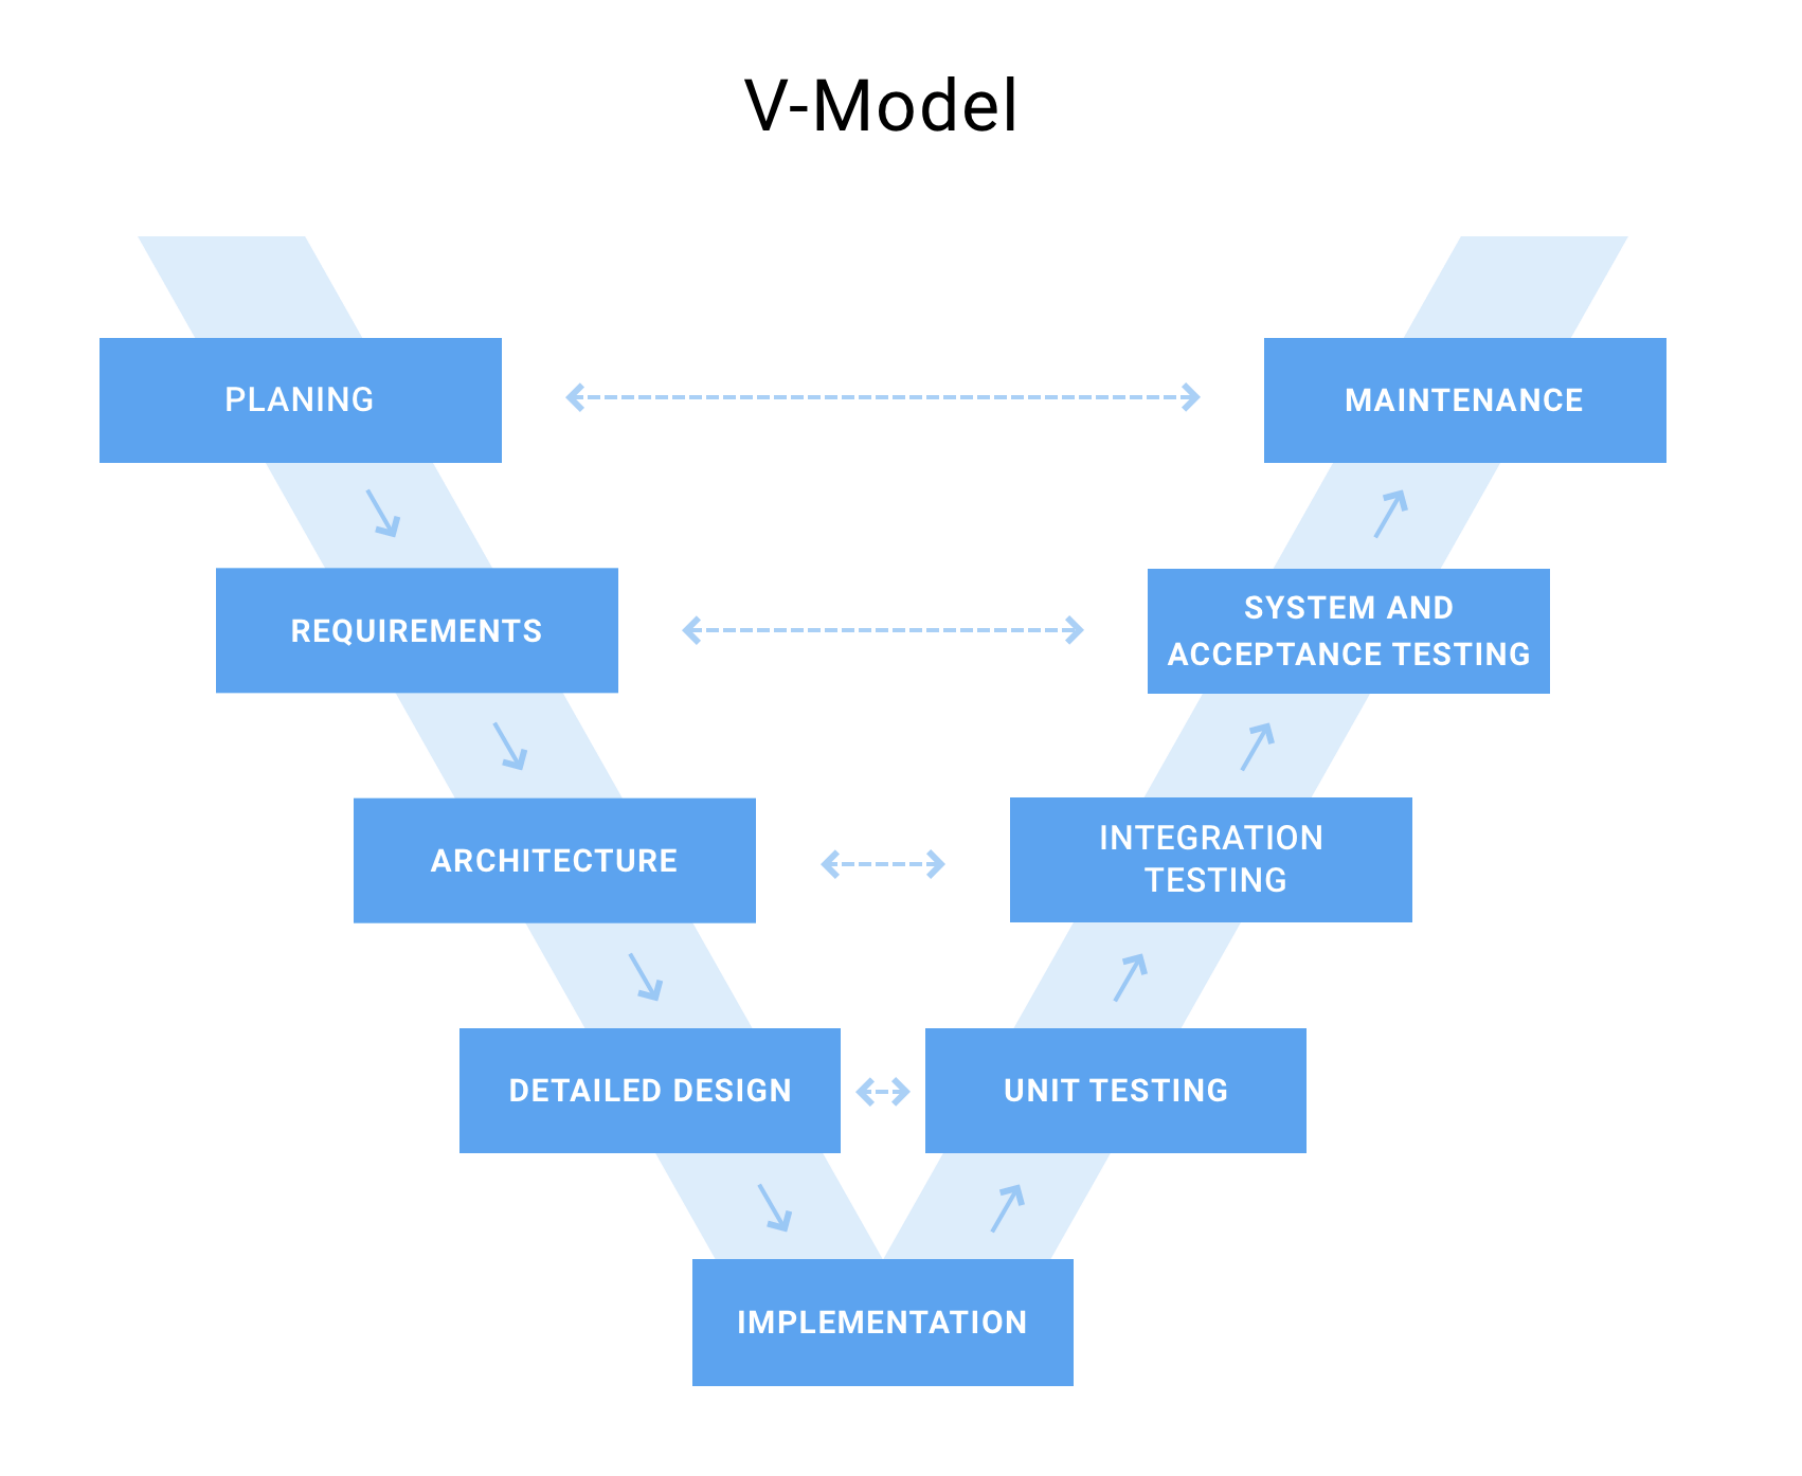 V-Model
PLANING
MAINTENANCE
REQUIREMENTS
SYSTEM AND
ACCEPTANCE TESTING
ARCHITECTURE
INTEGRATION
TESTING
DETAILED DESIGN
UNIT TESTING
IMPLEMENTATION